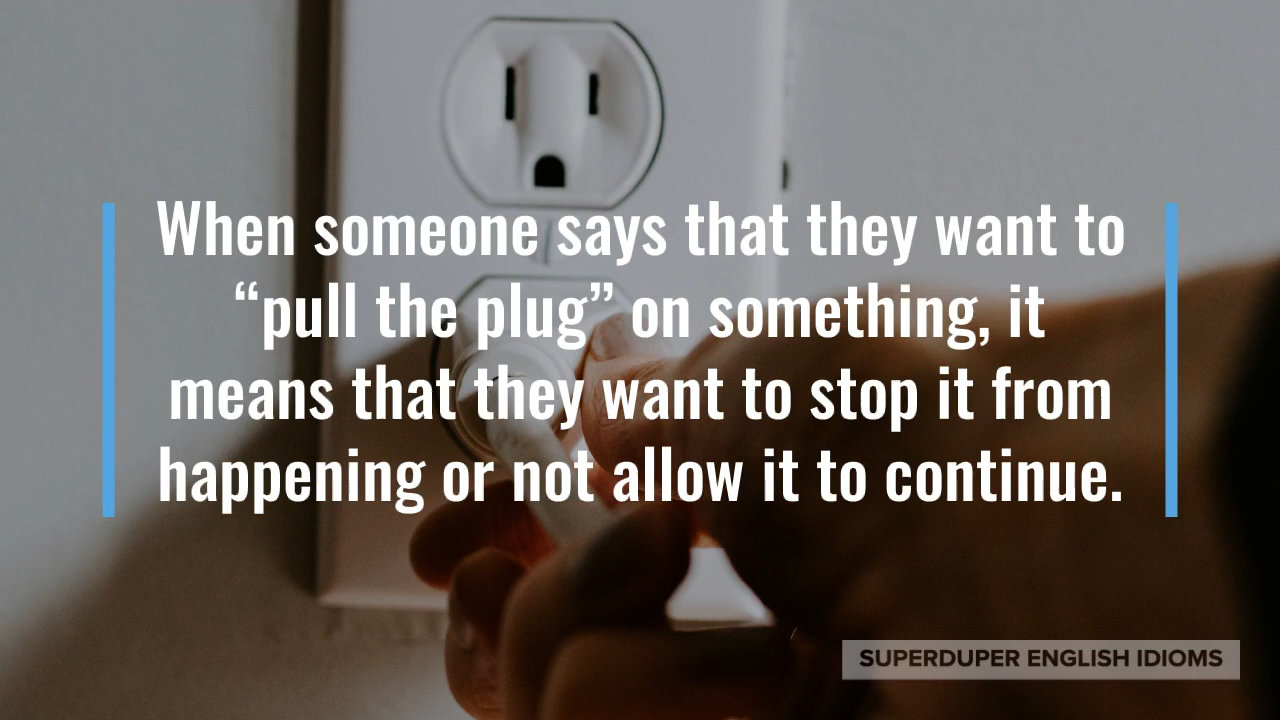 When someone says that they want to
“pull the plug” on something, it
means that they want to stop it from
happening or not allow it to continue.
SUPERDUPER ENGLISH IDIOMS